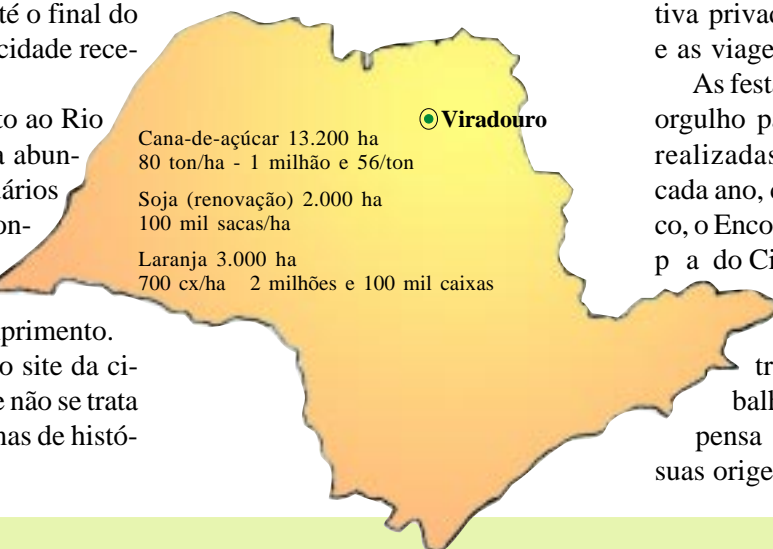 té o final do
cidade rece-
to ao Rio
a abun-
ários
on-
primento.
o site da ci-
e não se trata
nas de histó-
Viradouro
Cana-de-açúcar 13.200 ha
80 ton/ha - 1 milhão e 56/ton
Soja (renovação) 2.000 ha
100 mil sacas/ha
Laranja 3.000 ha
700 cx/ha 2 milhões e 100 mil caixas
tiva privad
e as viage
As festa
orgulho p
realizadas
cada ano, 
co, o Enco
p a do Ci
tr
balh
pensa
suas orige